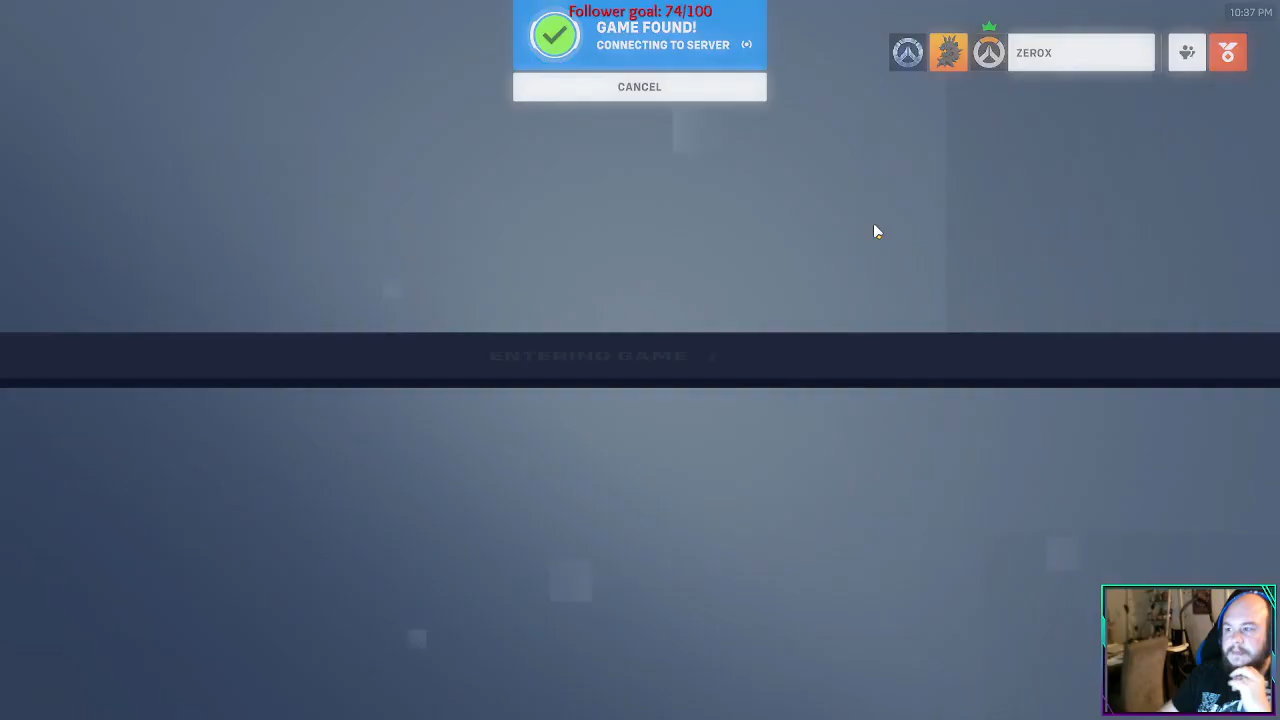 Follower goal: 74/100
10:37 PM
GAME FOUND!
CONNECTING TO SERVER
ZEROX
CANCEL
ENTERING GAME